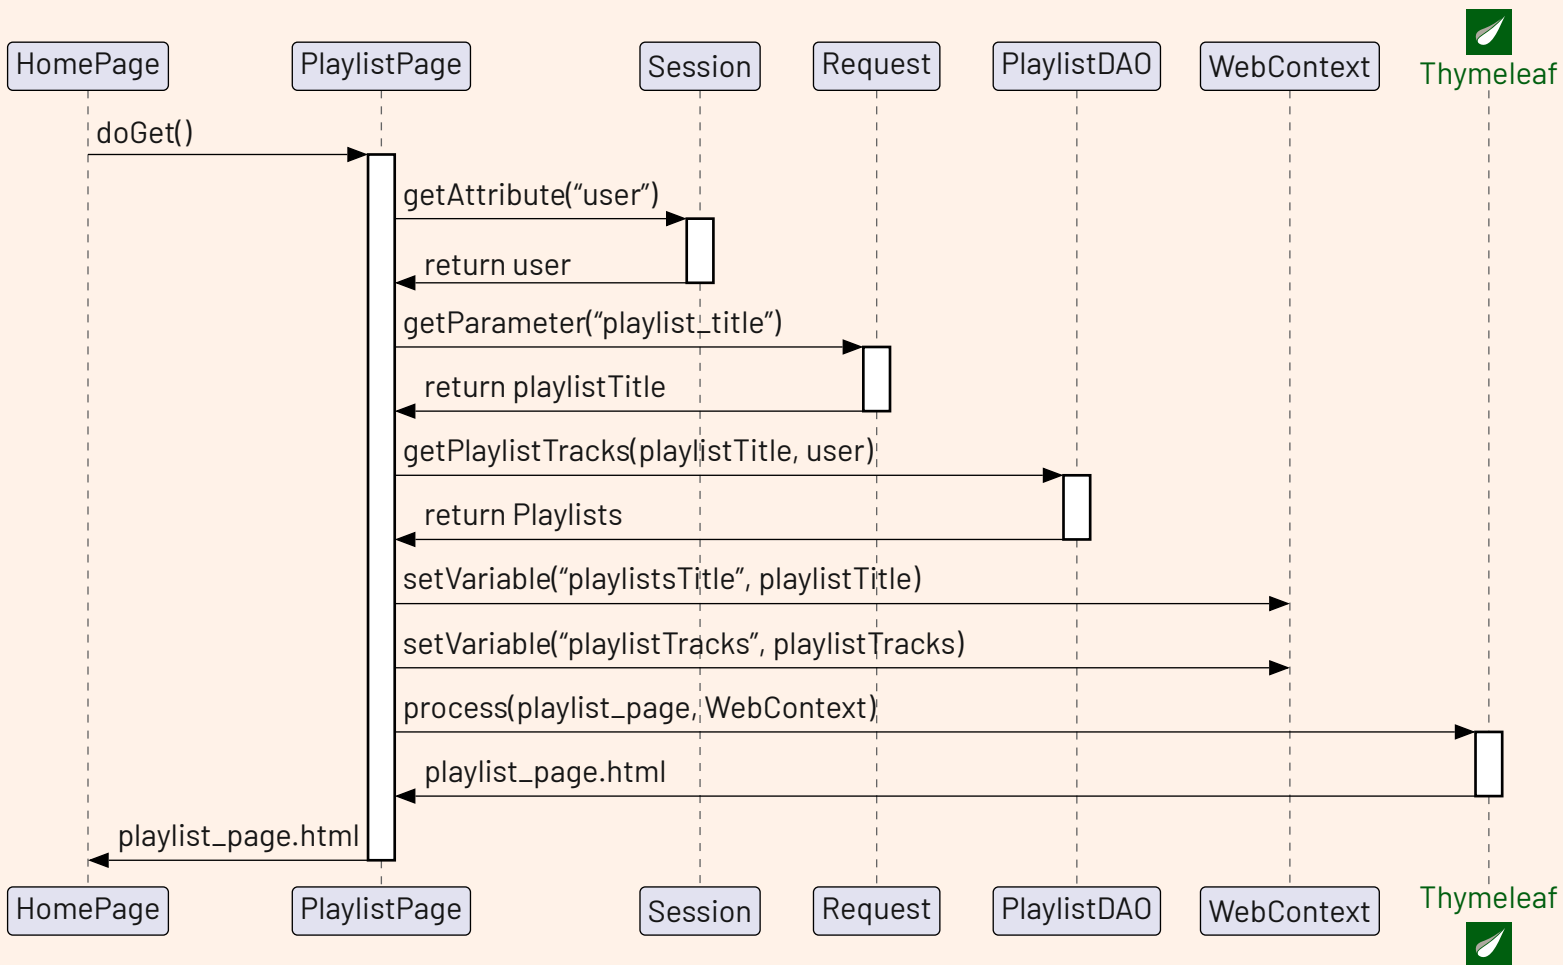 HomePage
PlaylistPage
Session
Request
PlaylistDAO
WebContext
Thymeleaf
doGet()
getAttribute(“user”)
return user
getParameter(“playlist_title”)
return playlistTitle
getPlaylistTracks(playlistTitle, user)
return Playlists
setVariable(“playlistsTitle”, playlistTitle)
setVariable(“playlistTracks”, playlistTracks)
process(playlist_page, WebContext)
playlist_page.html
playlist_page.html
HomePage
PlaylistPage
Session
Request
PlaylistDAO
WebContext
Thymeleaf